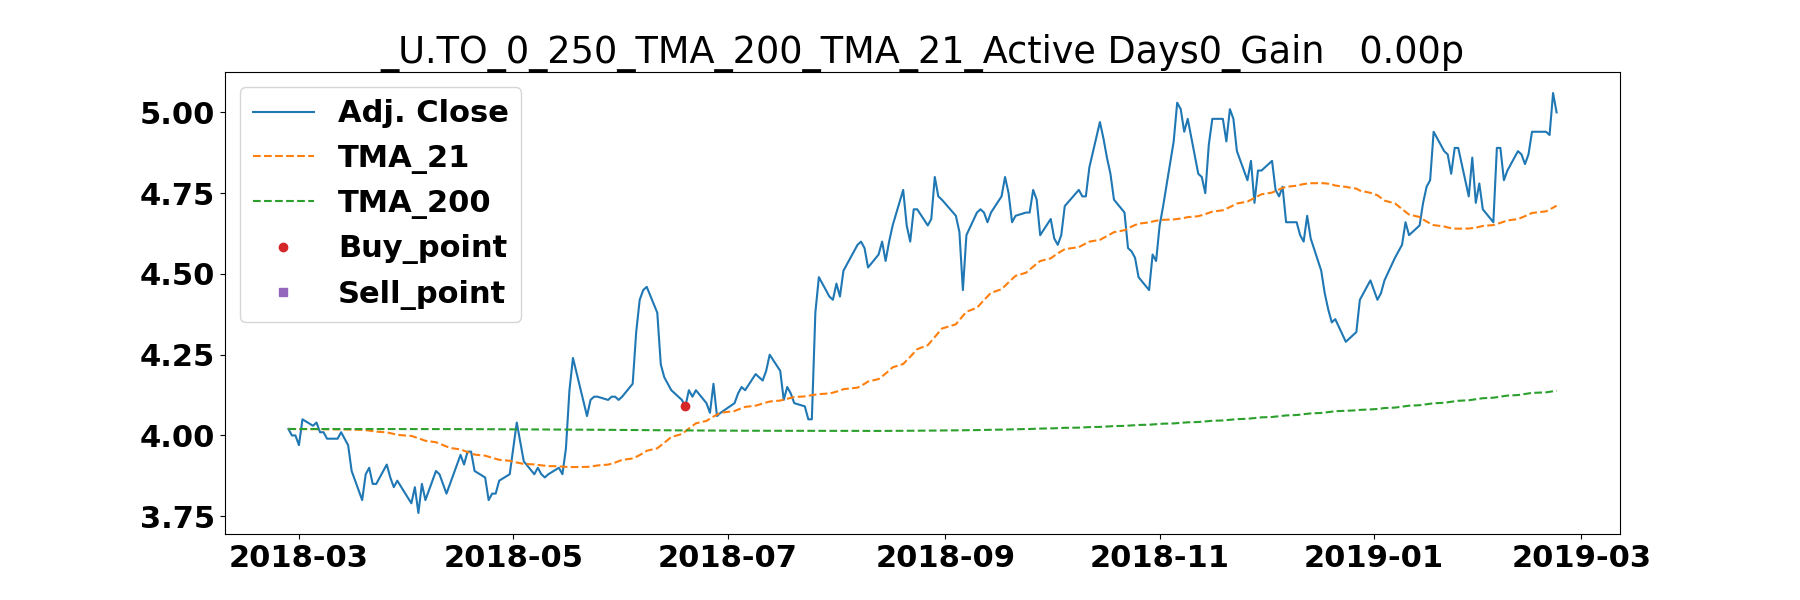 _U.TO_0_250_TMA_200_TMA_21_Active Days0_Gain   0.00p
Adj. Close
TMA_21
TMA_200
Buy_point
Sell_point
5.00
4.75
4.50
4.25
4.00
3.75
2018-03 2018-05 2018-07 2018-09 2018-11 2019-01 2019-03